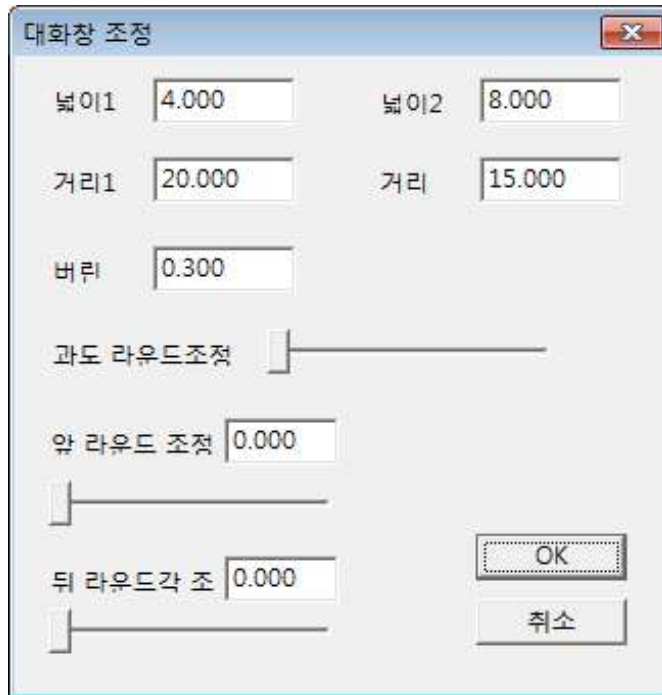 대화창 조정
넓이1 4.000 넓이2 8.000
거리1 20.000 거리 15.000
버린 0.300
과도 라운드조정
앞 라운드 조정 0.000
뒤 라운드각 조 0.000
OK
취소